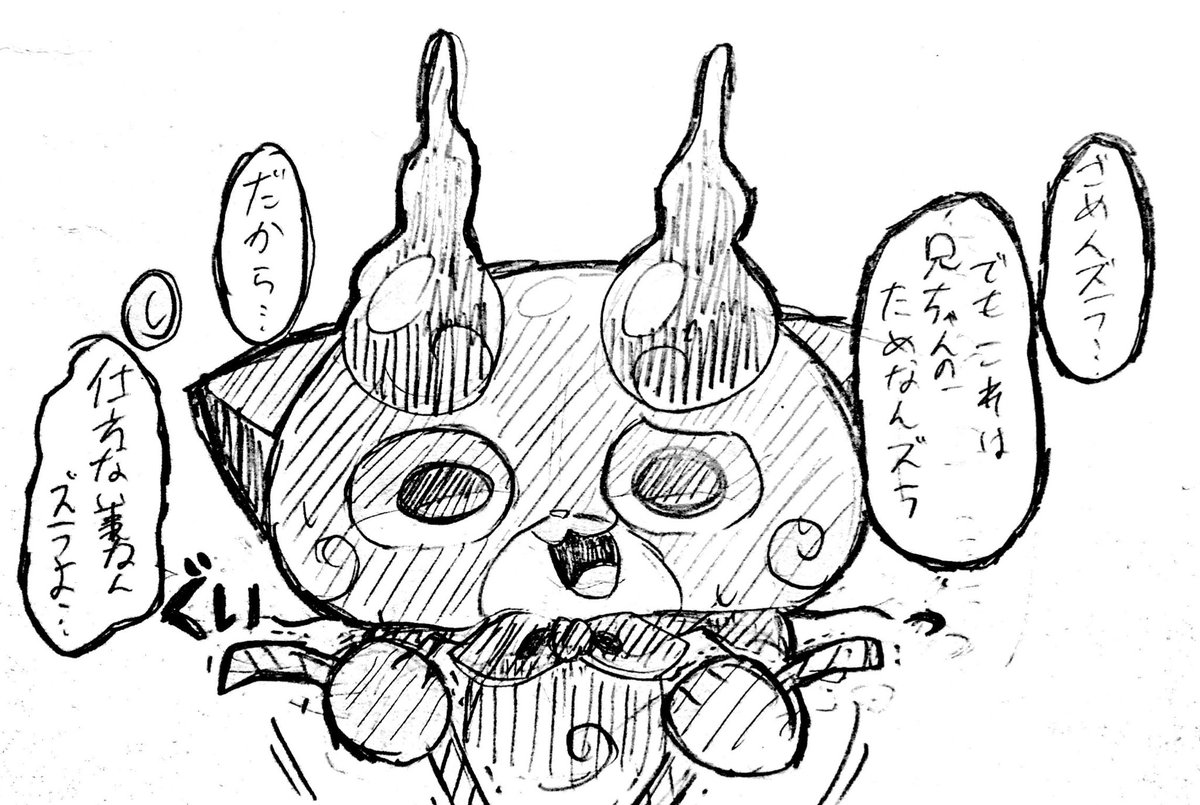 ごめんズラ…
でもこれは
兄ちゃんの
ためなんズラ
だから…
仕方な事なん
ズラよ…
ぐい